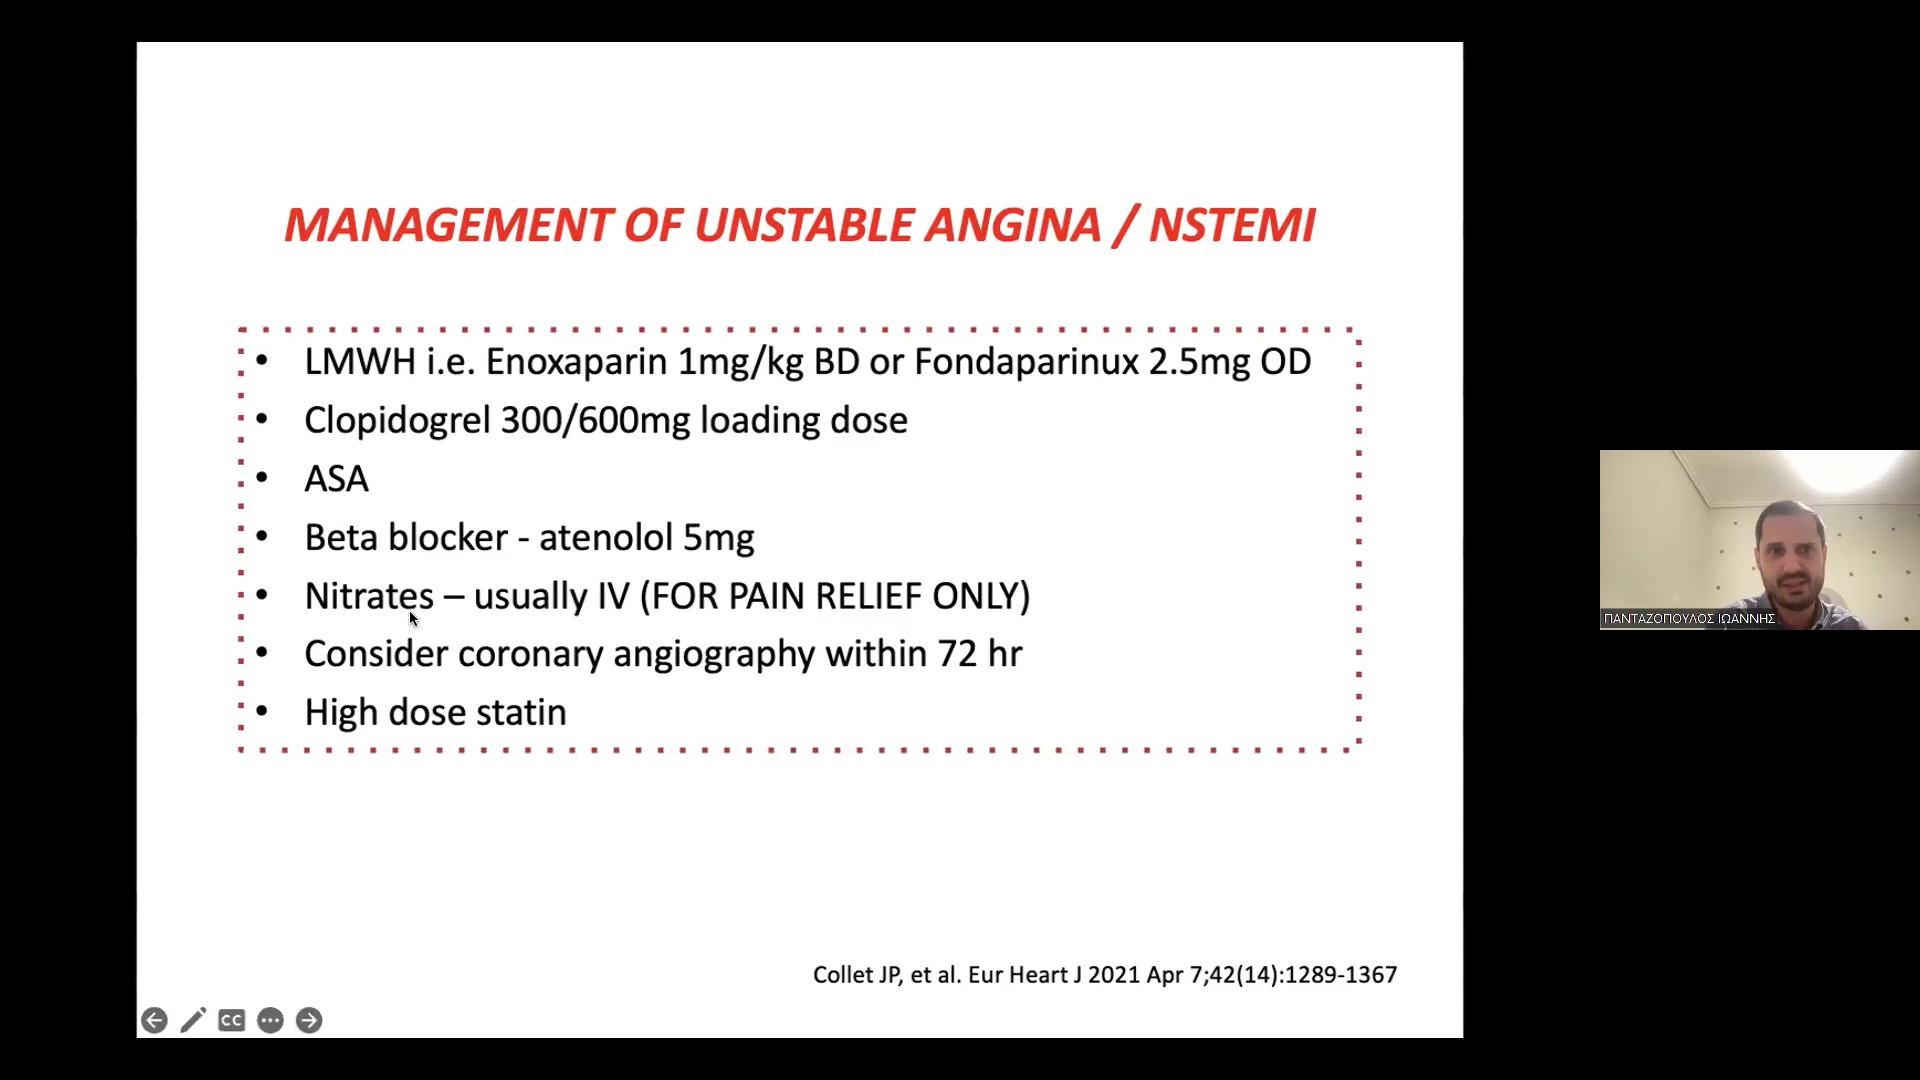 MANAGEMENT OF UNSTABLE ANGINA / NSTEMI
• LMWH i.e. Enoxaparin 1mg/kg BD or Fondaparinux 2.5mg OD
• Clopidogrel 300/600mg loading dose
• ASA
• Beta blocker - atenolol 5mg
• Nitrates – usually IV (FOR PAIN RELIEF ONLY)
• Consider coronary angiography within 72 hr
• High dose statin
Collet JP, et al. Eur Heart J 2021 Apr 7;42(14):1289-1367
CC
ΠΑΝΤΑΖΟΠΟΥΛΟΣ ΙΩΑΝΝΗΣ